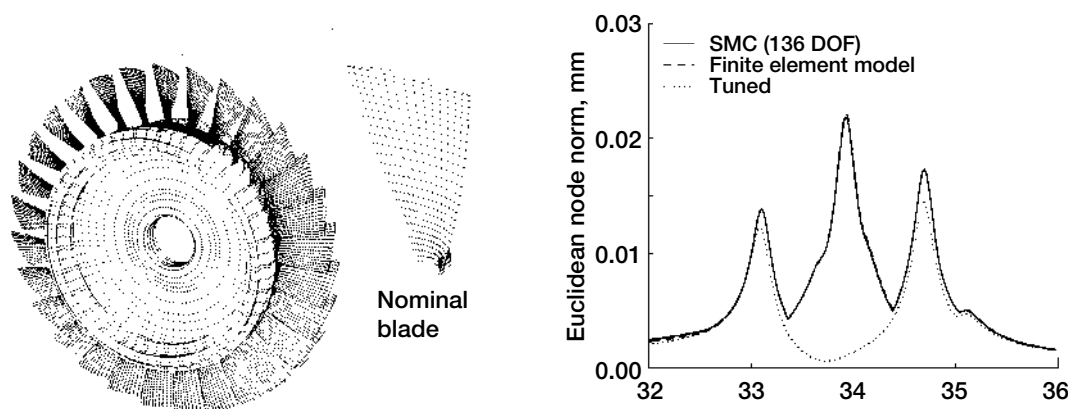 Nominal
blade
0.03
0.02
0.01
0.00
Euclidean node norm, mm
SMC (136 DOF)
Finite element model
Tuned
32
33
34
35
36